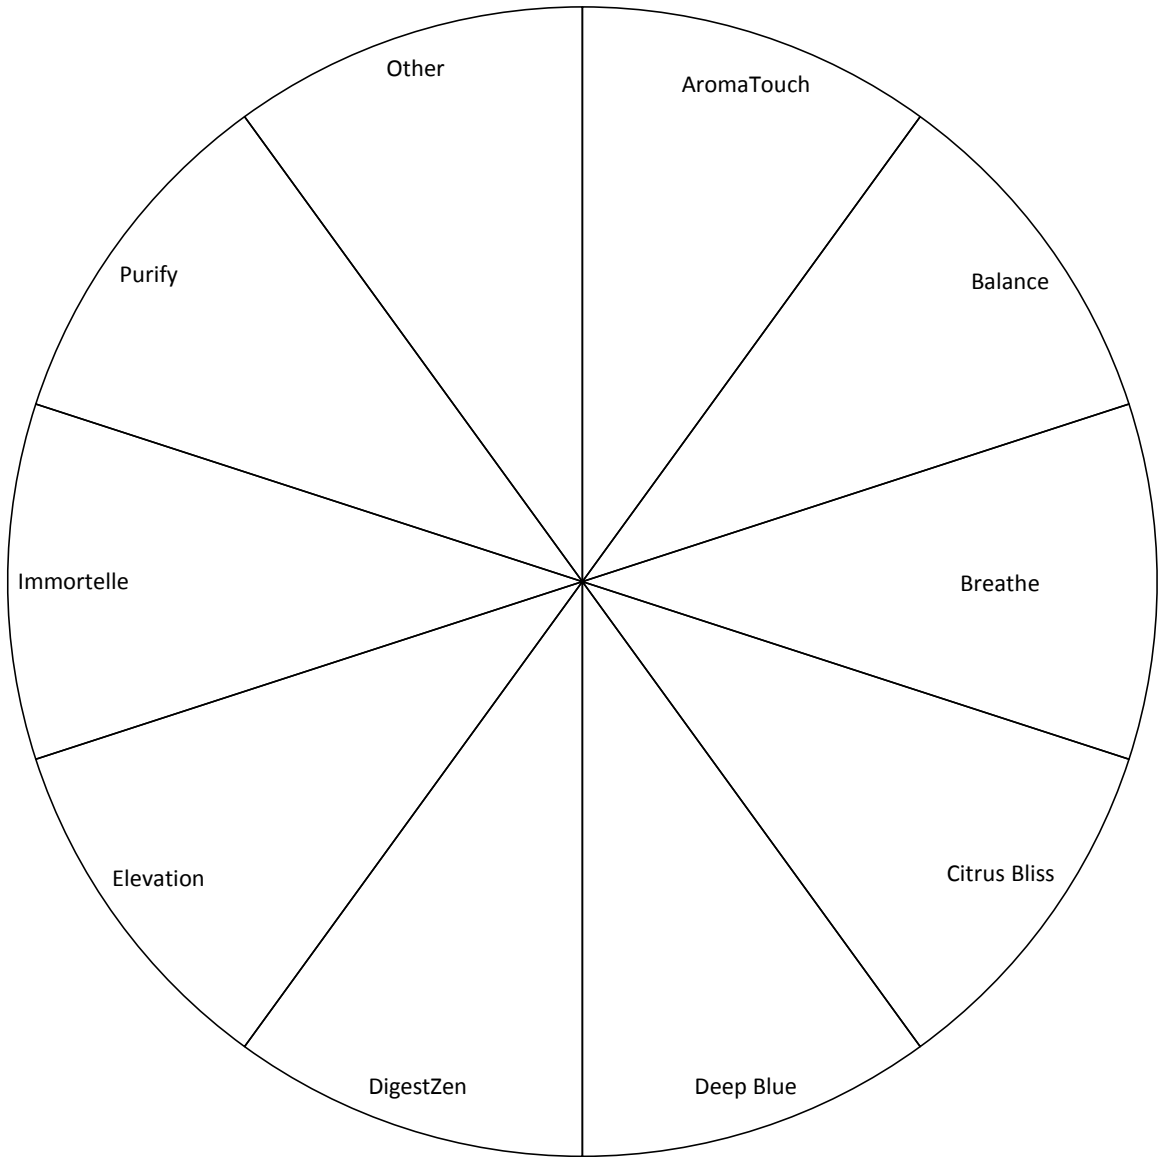 Other
AromaTouch
Purify
Balance
Immortelle
Breathe
Elevation
Citrus Bliss
DigestZen
Deep Blue